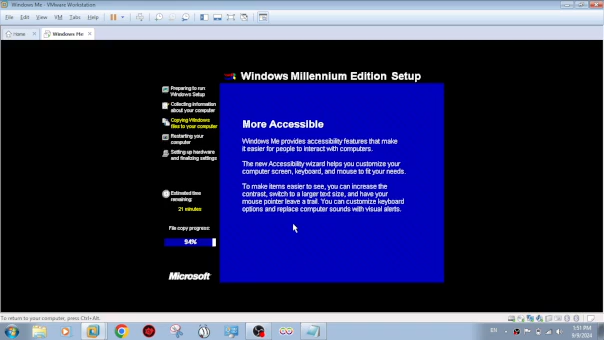 Windows Me - VMware Workstation
File Edit View VM Tabs Help
Home
Windows Me
Windows Millennium Edition Setup
Preparing to run
Windows Setup
Collecting information
about your computer
Copying Windows
files to your computer
Restarting your
computer
Setting up hardware
and finalizing settings
Estimated time
remaining:
21 minutes
File copy progress:
94%
Microsoft
More Accessible
Windows Me provides accessibility features that make
it easier for people to interact with computers.
The new Accessibility wizard helps you customize your
computer screen, keyboard, and mouse to fit your needs.
To make items easier to see, you can increase the
contrast, switch to a larger text size, and have your
mouse pointer leave a trail. You can customize keyboard
options and replace computer sounds with visual alerts.
To return to your computer, press Ctrl+Alt.
EN
1:51 PM
9/9/2024